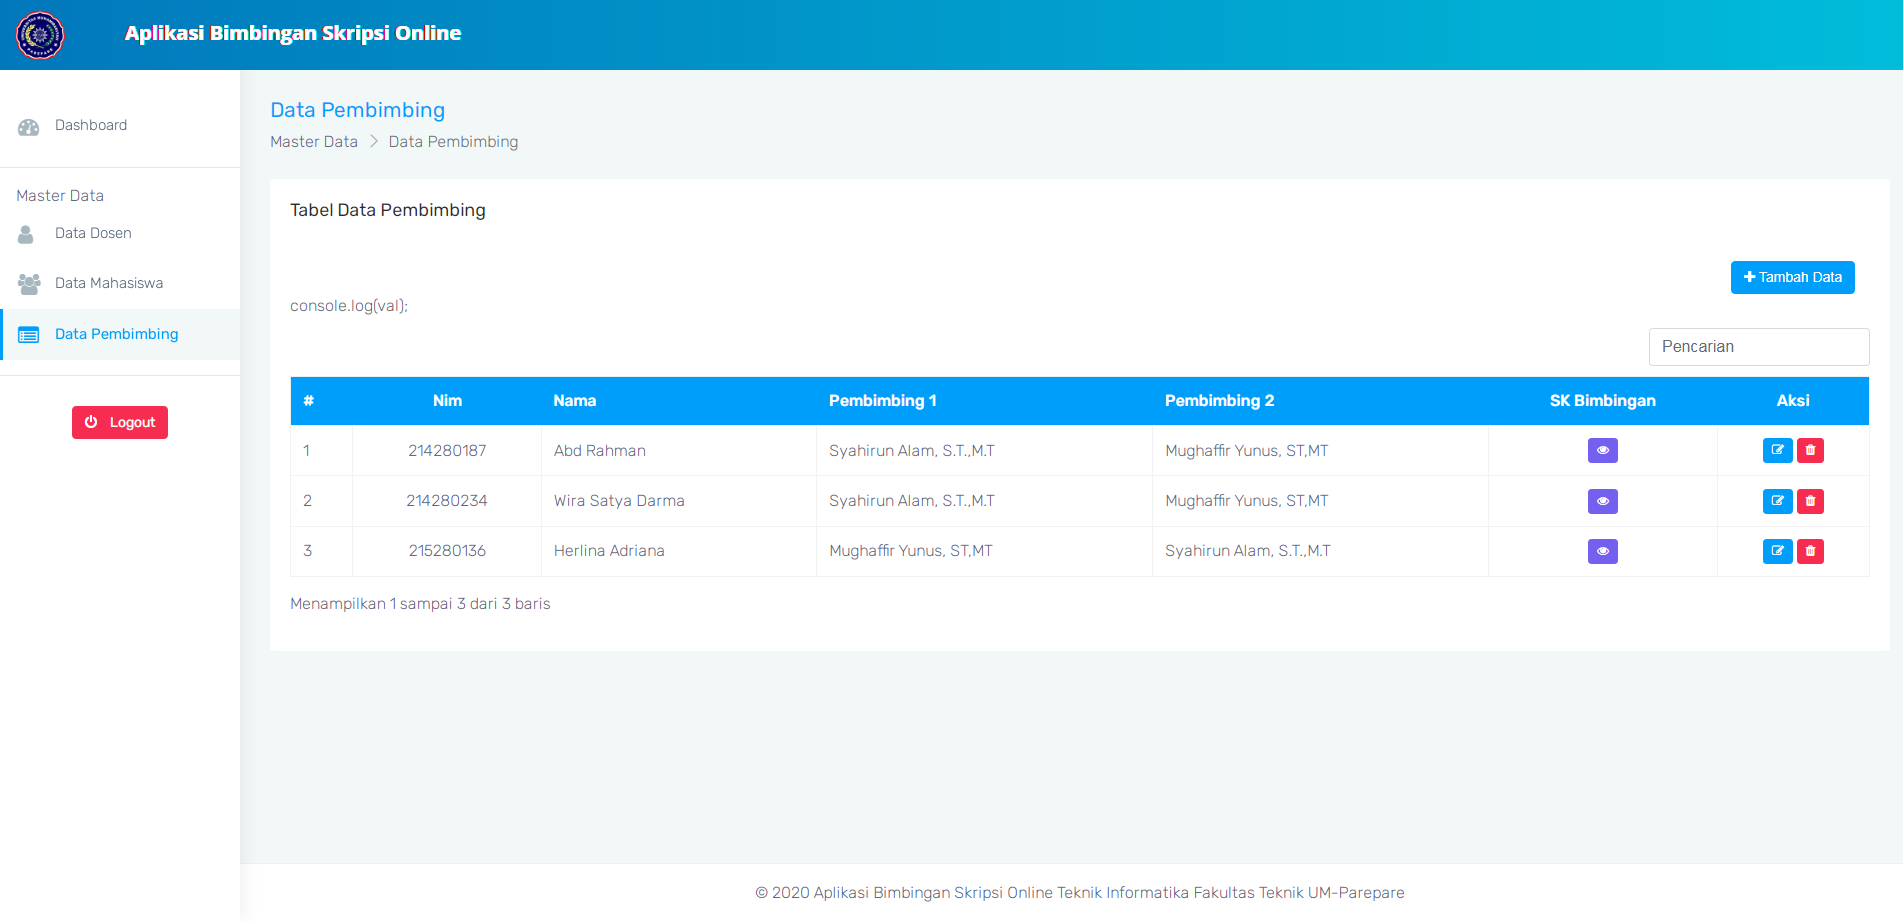 Aplikasi Bimbingan Skripsi Online
Dashboard
Master Data
Data Dosen
Data Mahasiswa
Data Pembimbing
Logout
Data Pembimbing
Master Data > Data Pembimbing
Tabel Data Pembimbing
Tambah Data
console.log(val);
Pencarian
# Nim Nama Pembimbing 1 Pembimbing 2 SK Bimbingan Aksi
1 214280187 Abd Rahman Syahirun Alam, S.T.,M.T Mughaffir Yunus, ST,MT
2 214280234 Wira Satya Darma Syahirun Alam, S.T.,M.T Mughaffir Yunus, ST,MT
3 215280136 Herlina Adriana Mughaffir Yunus, ST,MT Syahirun Alam, S.T.,M.T
Menampilkan 1 sampai 3 dari 3 baris
© 2020 Aplikasi Bimbingan Skripsi Online Teknik Informatika Fakultas Teknik UM-Parepare